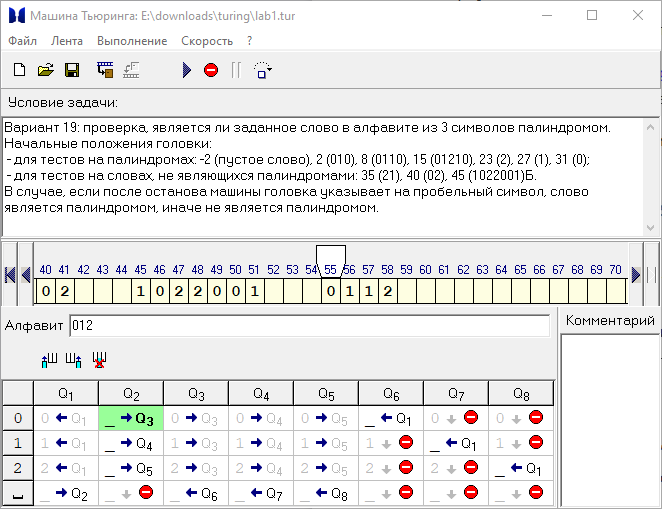 Машина Тьюринга: E:\downloads\turing\lab1.tur
Файл Лента Выполнение Скорость ?
Условие задачи:
Вариант 19: проверка, является ли заданное слово в алфавите из 3 символов палиндромом.
Начальные положения головки:
- для тестов на палиндромах: -2 (пустое слово), 2 (010), 8 (0110), 15 (01210), 23 (2), 27 (1), 31 (0);
- для тестов на словах, не являющихся палиндромами: 35 (21), 40 (02), 45 (1022001)Б.
В случае, если после останова машины головка указывает на пробельный символ, слово
является палиндромом, иначе не является палиндромом.
40 41 42 43 44 45 46 47 48 49 50 51 52 53 54 55 56 57 58 59 60 61 62 63 64 65 66 67 68 69 70
0 2 1 0 2 2 0 0 1 0 1 1 2
Алфавит 012
Комментарий
Q1 Q2 Q3 Q4 Q5 Q6 Q7 Q8
0 0 ← Q1 _ → Q3 0 → Q3 0 → Q4 0 → Q5 _ ← Q1 0 ↓ 0 ↓
1 1 ← Q1 _ → Q4 1 → Q3 1 → Q4 1 → Q5 1 ↓ _ ← Q1 1 ↓
2 2 ← Q1 _ → Q5 2 → Q3 2 → Q4 2 → Q5 2 ↓ 2 ↓ _ ← Q1
_ → Q2 _ ↓ _ ← Q6 _ ← Q7 _ ← Q8 _ ↓ _ ↓ _ ↓